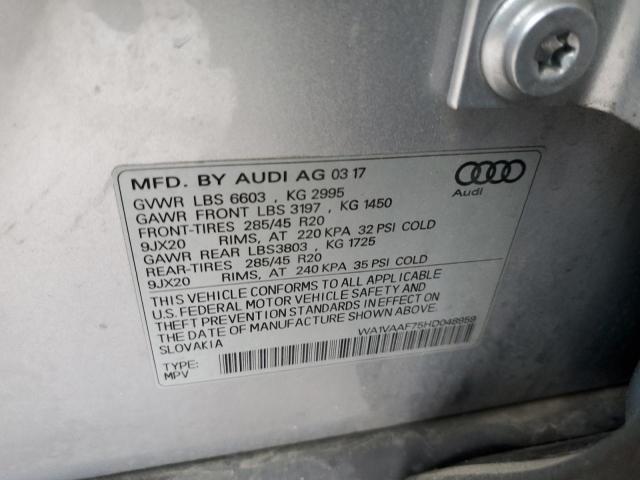 MFD. BY AUDI AG 03 17
GVWR LBS 6603 , KG 2995
GAWR FRONT LBS 3197 , KG 1450
FRONT-TIRES 285/45 R20
9JX20 RIMS, AT 220 KPA 32 PSI COLD
GAWR REAR LBS3803 , KG 1725
REAR-TIRES 285/45 R20
9JX20 RIMS, AT 240 KPA 35 PSI COLD
THIS VEHICLE CONFORMS TO ALL APPLICABLE
U.S. FEDERAL MOTOR VEHICLE SAFETY AND
THEFT PREVENTION STANDARDS IN EFFECT ON
THE DATE OF MANUFACTURE SHOWN ABOVE.
SLOVAKIA
WA1VAAF75HD048959
TYPE:
MPV
Audi